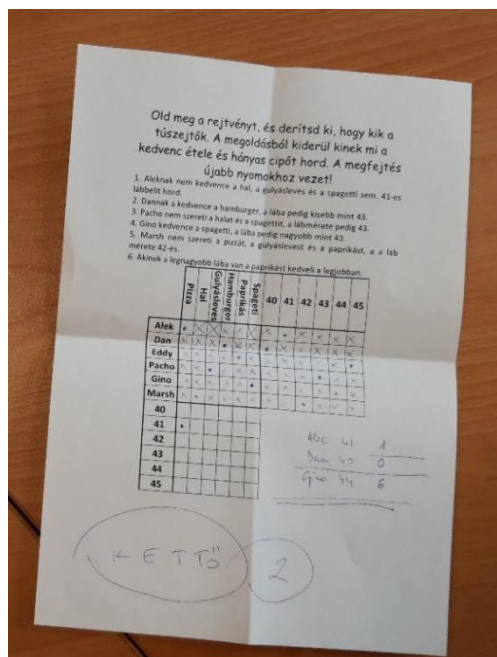 Old meg a rejtvényt, és derítsd ki, hogy kik a
túszejtők. A megoldásból kiderül kinek mi a
kedvenc étele és hányas cipőt hord. A megfejtés
újabb nyomokhoz vezet!
1. Aleknak nem kedvence a hal, a gulyásleves és a spagetti sem. 41-es
lábbelit hord.
2. Dannak a kedvence a hamburger, a lába pedig kisebb mint 43.
3. Pacho nem szereti a halat és a spagettit, a lábmérete pedig 43.
4. Gino kedvence a spagetti, a lába pedig nagyobb mint 43.
5. Marsh nem szereti a pizzát, a gulyáslevest és a paprikást, a a láb
mérete 42-es.
6. Akinek a legnagyobb lába van a paprikást kedveli a legjobban.
Pizza Hal Gulyásleves Hamburger Paprikás Spageti 40 41 42 43 44 45
Alek
Dan
Eddy
Pacho
Gino
Marsh
40
41
42
43
44
45
41 1
Dan 40 0
Gino 44 6
KETTŐ 2